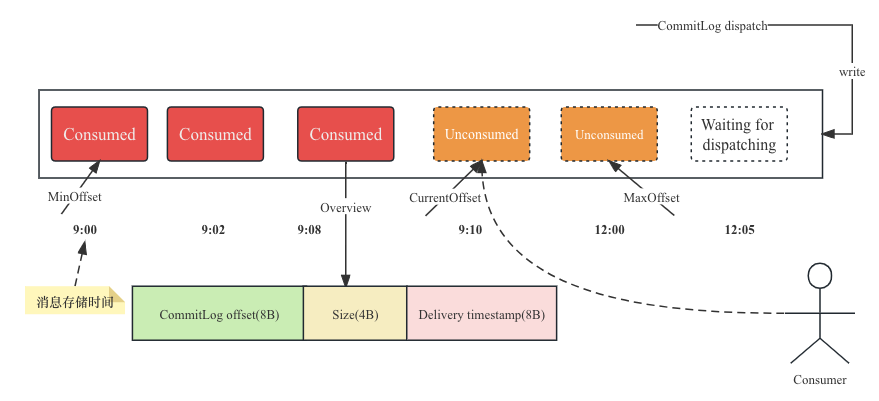 CommitLog dispatch
write
Consumed
Consumed
Consumed
Unconsumed
Unconsumed
Waiting for
dispatching
MinOffset
Overview
CurrentOffset
MaxOffset
9:00
9:02
9:08
9:10
12:00
12:05
消息存储时间
CommitLog offset(8B)
Size(4B)
Delivery timestamp(8B)
Consumer